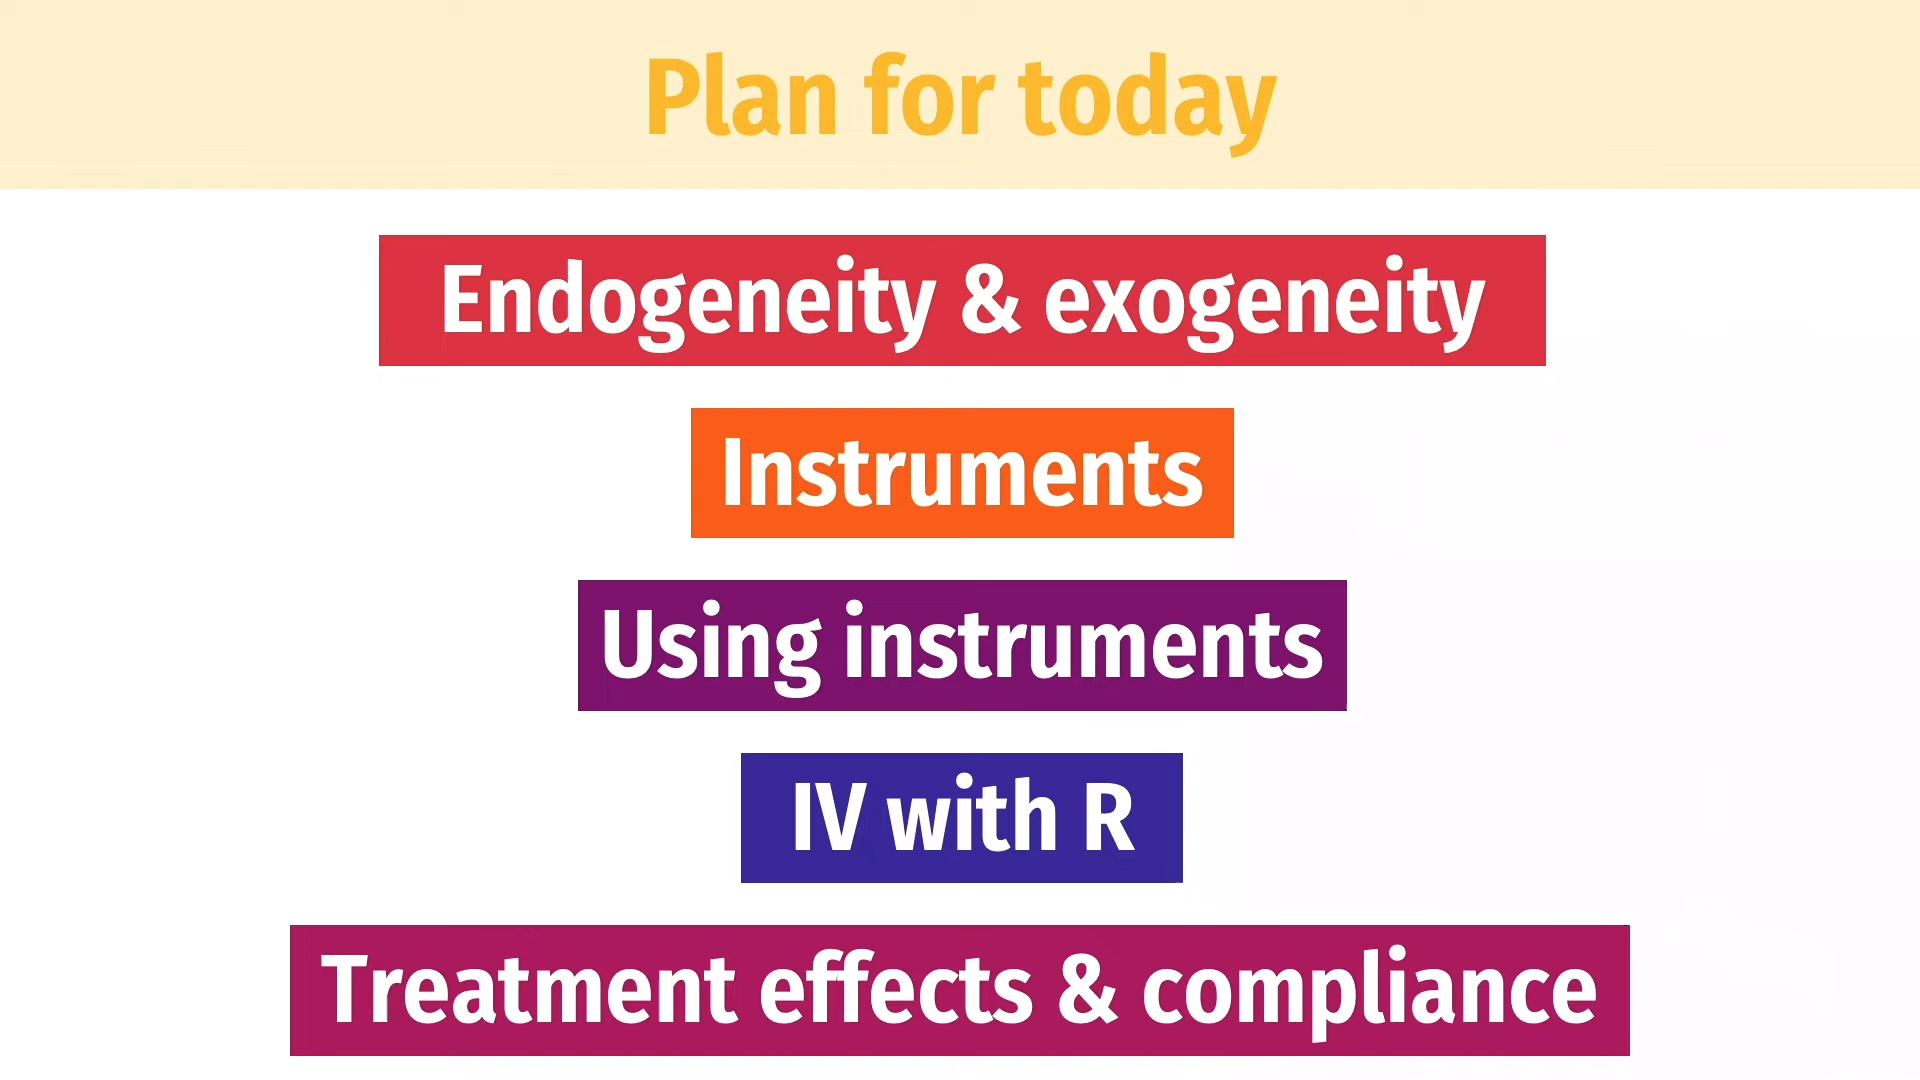 Plan for today
Endogeneity & exogeneity
Instruments
Using instruments
IV with R
Treatment effects & compliance